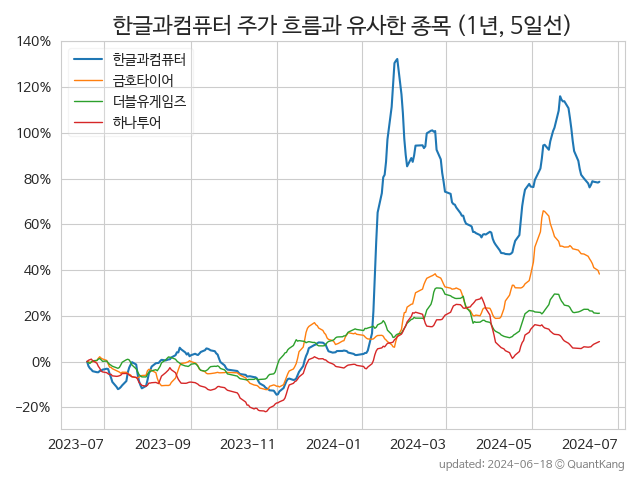 한글과컴퓨터 주가 흐름과 유사한 종목 (1년, 5일선)
140%
120%
100%
80%
60%
40%
20%
0%
−20%
한글과컴퓨터
금호타이어
더블유게임즈
하나투어
2023-07 2023-09 2023-11 2024-01 2024-03 2024-05 2024-07
updated: 2024-06-18 © QuantKang